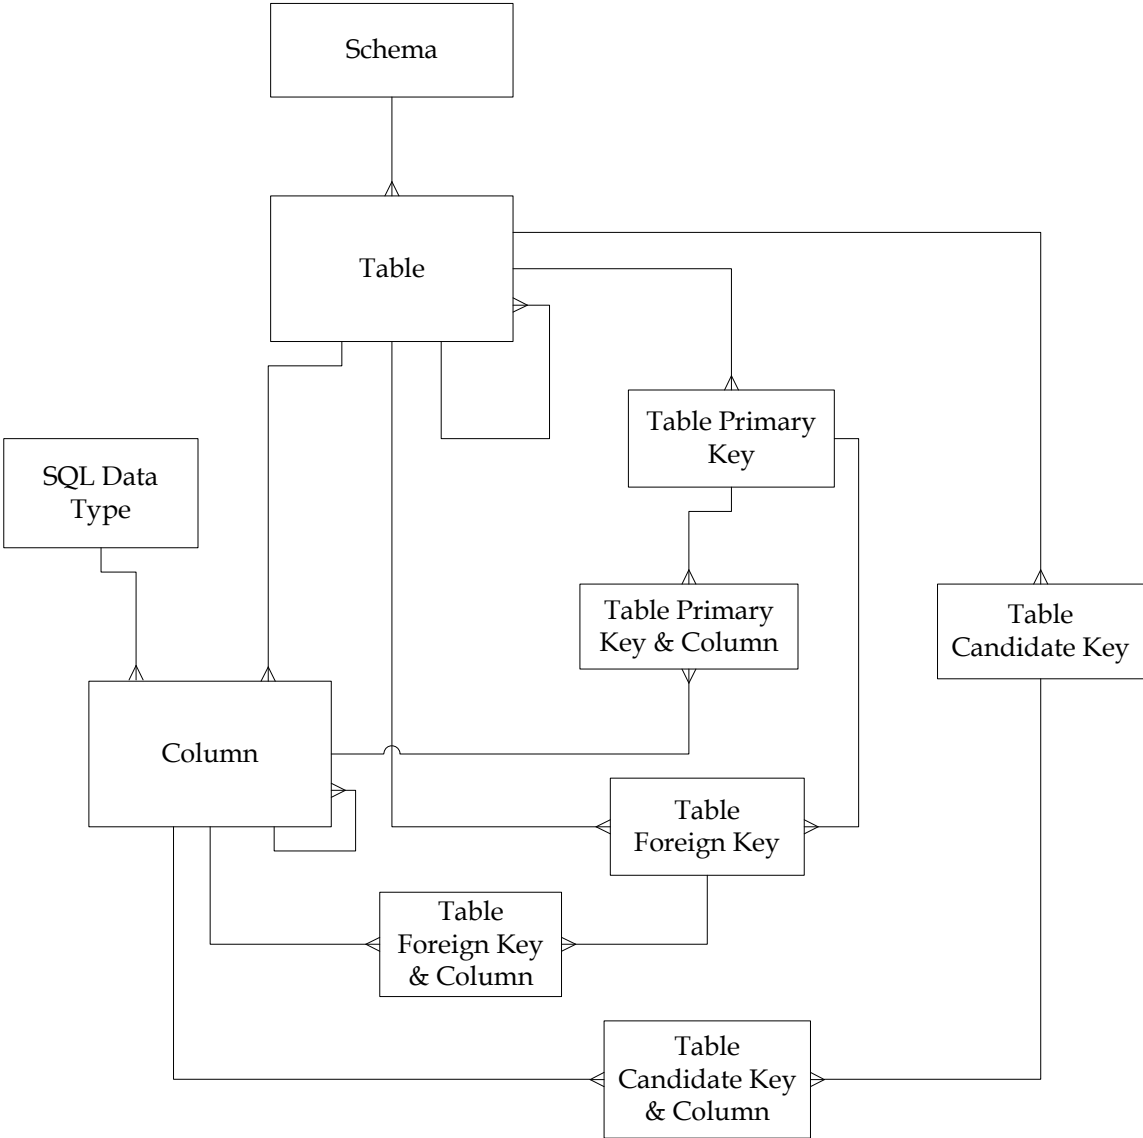 Schema
Table
Table Primary
Key
SQL Data
Type
Table Primary
Key & Column
Table
Candidate Key
Column
Table
Foreign Key
Table
Foreign Key
& Column
Table
Candidate Key
& Column